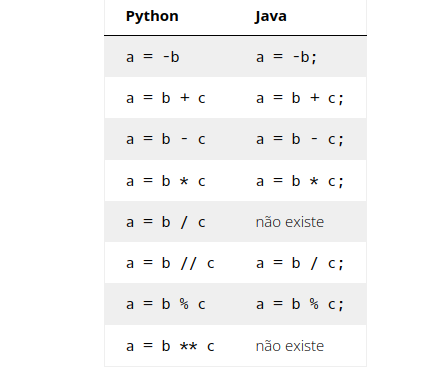 Python Java
a = -b a = -b;
a = b + c a = b + c;
a = b - c a = b - c;
a = b * c a = b * c;
a = b / c não existe
a = b // c a = b / c;
a = b % c a = b % c;
a = b ** c não existe